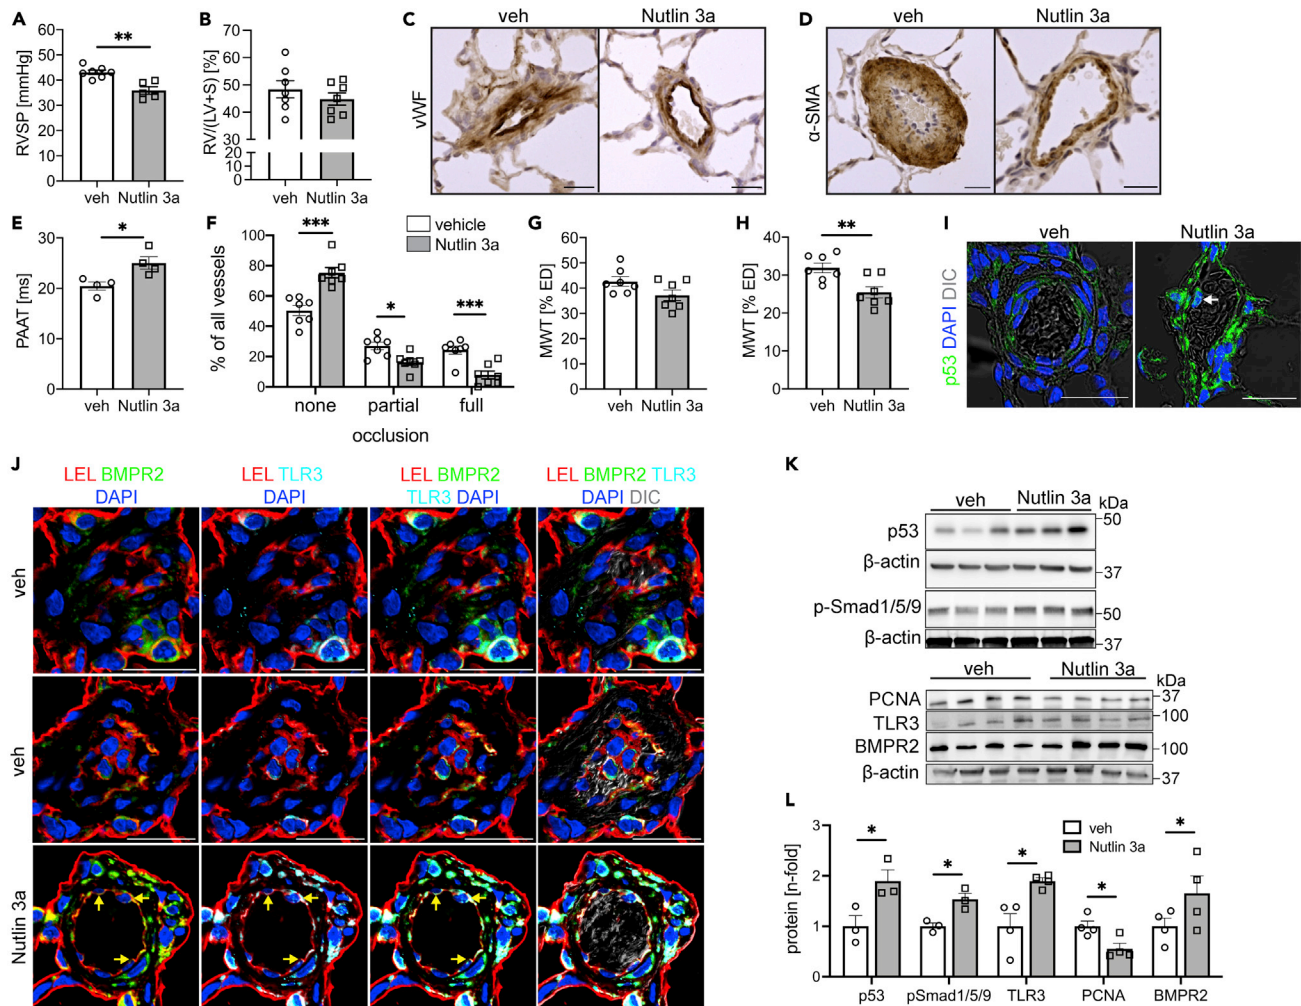 A
RVSP [mmHg]
60
50
40
30
20
10
0
**
veh Nutlin 3a
B
RV/(LV+S) [%]
70
60
50
40
30
20
10
0
veh Nutlin 3a
C
veh Nutlin 3a
vWF
D
veh Nutlin 3a
α-SMA
E
PAAT [ms]
30
20
10
0
*
veh Nutlin 3a
F
% of all vessels
100
80
60
40
20
0
***
*
***
none partial full
occlusion
vehicle
Nutlin 3a
G
MWT [% ED]
60
50
40
30
20
10
0
veh Nutlin 3a
H
MWT [% ED]
40
30
20
10
0
**
veh Nutlin 3a
I
veh Nutlin 3a
p53 DAPI DIC
J
LEL BMPR2
DAPI
LEL TLR3
DAPI
LEL BMPR2
TLR3 DAPI
LEL BMPR2 TLR3
DAPI DIC
veh
veh
Nutlin 3a
K
veh Nutlin 3a kDa
p53 50
β-actin 37
p-Smad1/5/9 50
β-actin 37
veh Nutlin 3a kDa
PCNA 37
TLR3 100
BMPR2 100
β-actin 37
L
protein [n-fold]
3
2
1
0
veh
Nutlin 3a
*
*
*
*
*
p53 pSmad1/5/9 TLR3 PCNA BMPR2